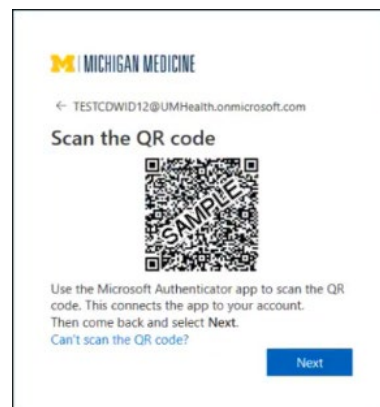 M | MICHIGAN MEDICINE
← TESTCDWID12@UMHealth.onmicrosoft.com
Scan the QR code
SAMPLE
Use the Microsoft Authenticator app to scan the QR
code. This connects the app to your account.
Then come back and select Next.
Can't scan the QR code?
Next